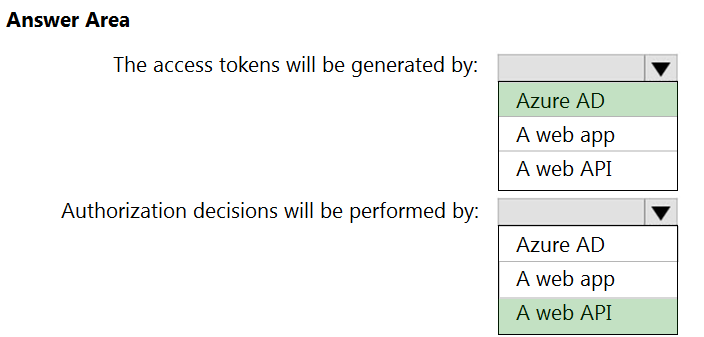 Answer Area
The access tokens will be generated by:
Azure AD
A web app
A web API
Authorization decisions will be performed by:
Azure AD
A web app
A web API